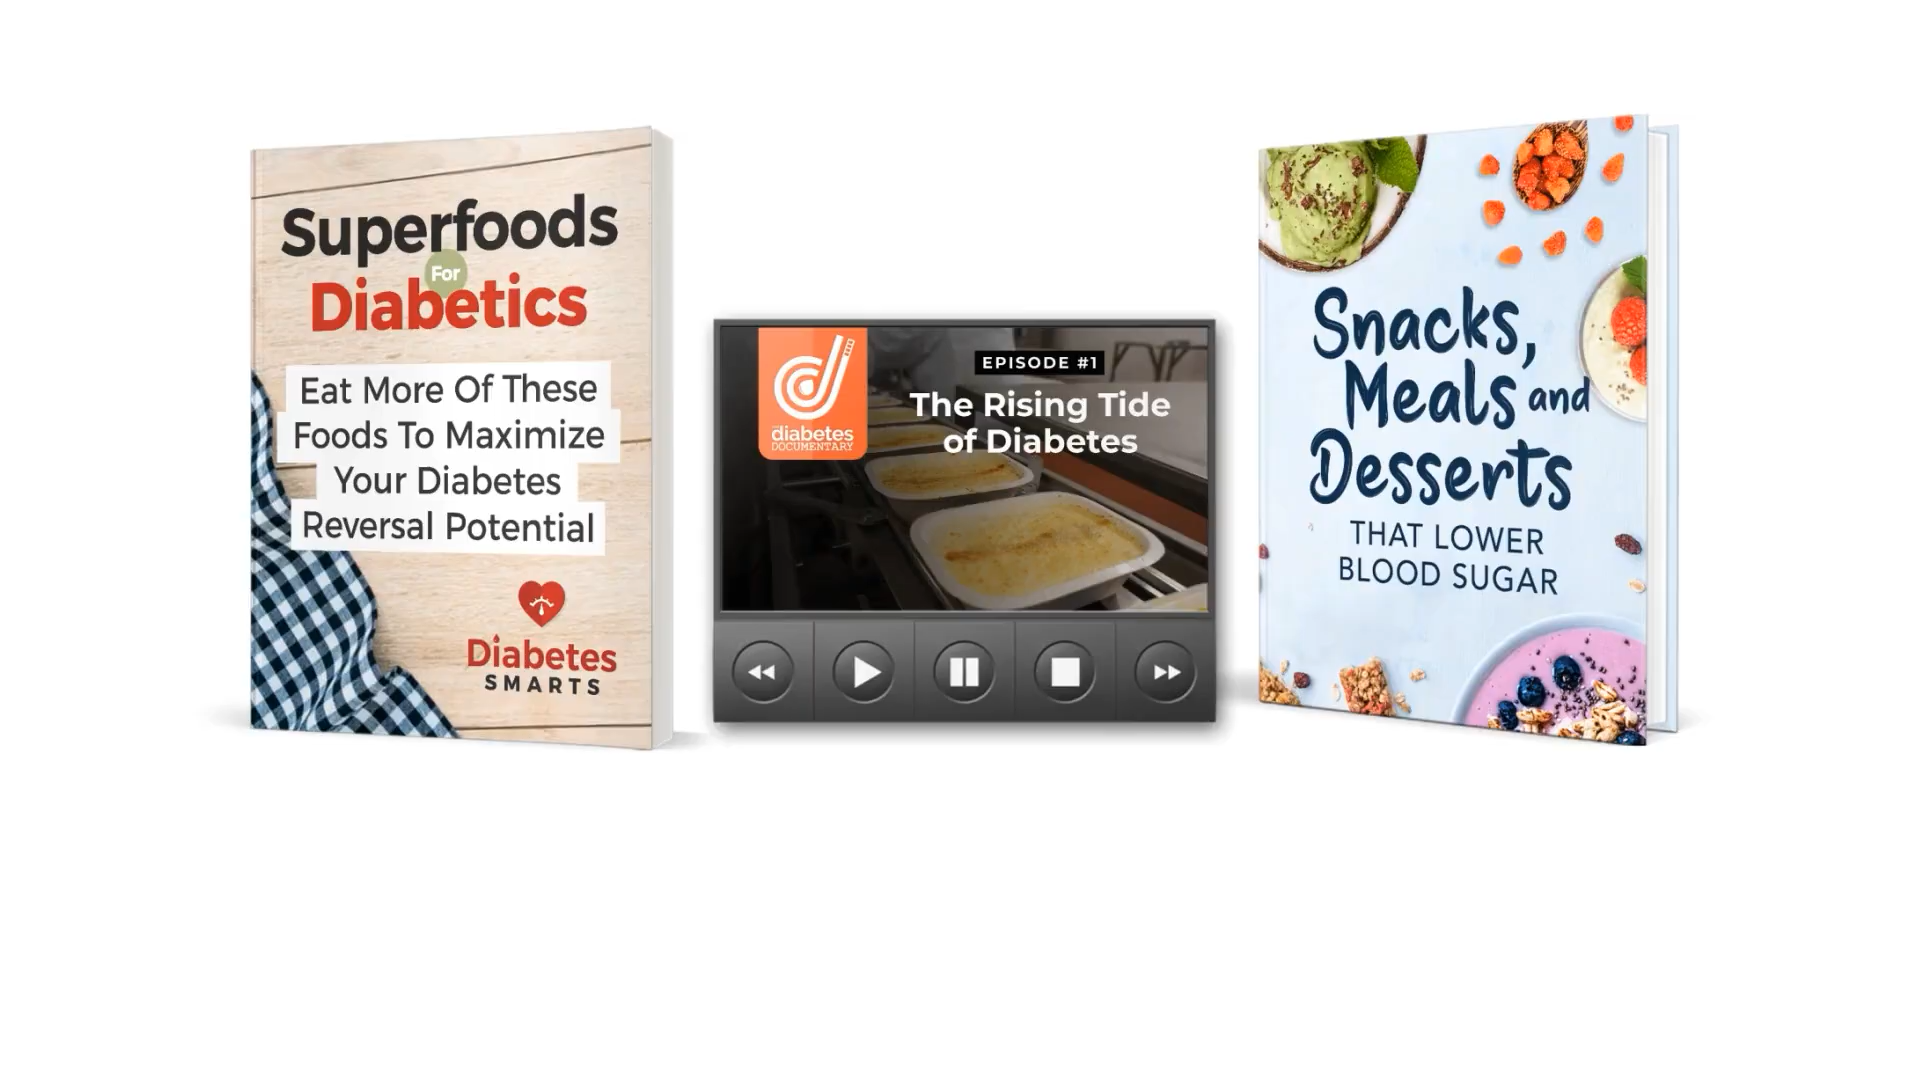 Superfoods
For
Diabetics
Eat More Of These
Foods To Maximize
Your Diabetes
Reversal Potential
Diabetes
SMARTS
diabetes
DOCUMENTARY
EPISODE #1
The Rising Tide
of Diabetes
Snacks,
Meals and
Desserts
THAT LOWER
BLOOD SUGAR